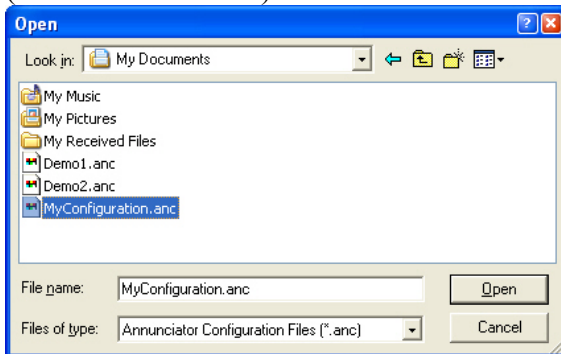 Open
Look in: My Documents
My Music
My Pictures
My Received Files
Demo1.anc
Demo2.anc
MyConfiguration.anc
File name: MyConfiguration.anc Open
Files of type: Annunciator Configuration Files (*.anc) Cancel